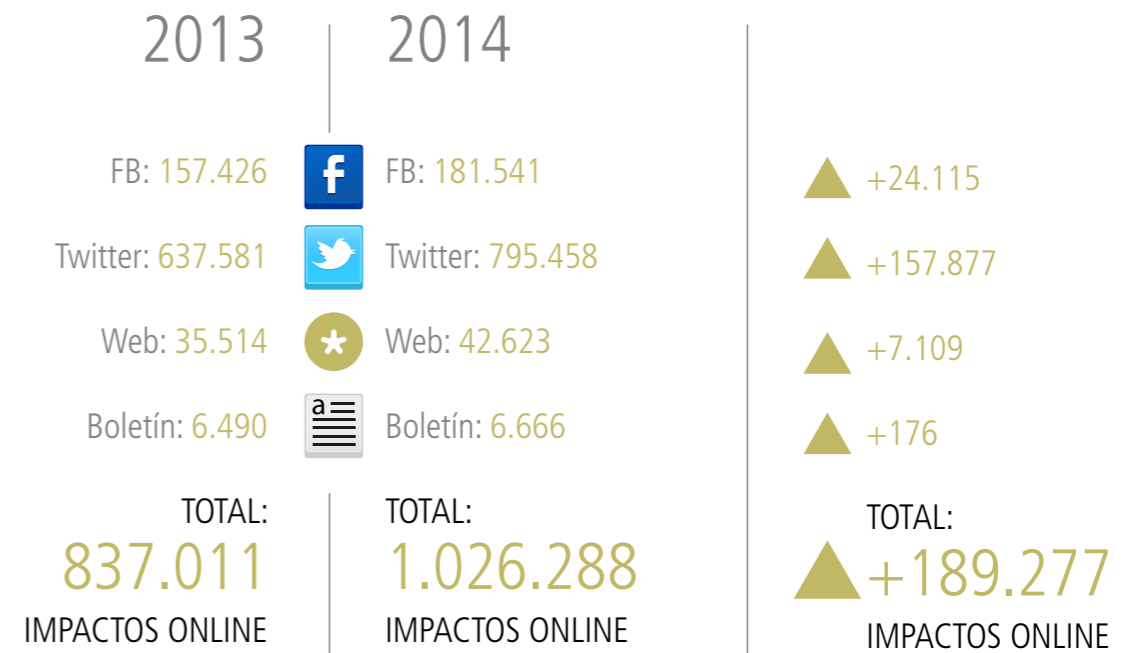 2013 2014
FB: 157.426 f FB: 181.541 +24.115
Twitter: 637.581 Twitter: 795.458 +157.877
Web: 35.514 * Web: 42.623 +7.109
Boletín: 6.490 a Boletín: 6.666 +176
TOTAL: TOTAL: TOTAL:
837.011 1.026.288 +189.277
IMPACTOS ONLINE IMPACTOS ONLINE IMPACTOS ONLINE